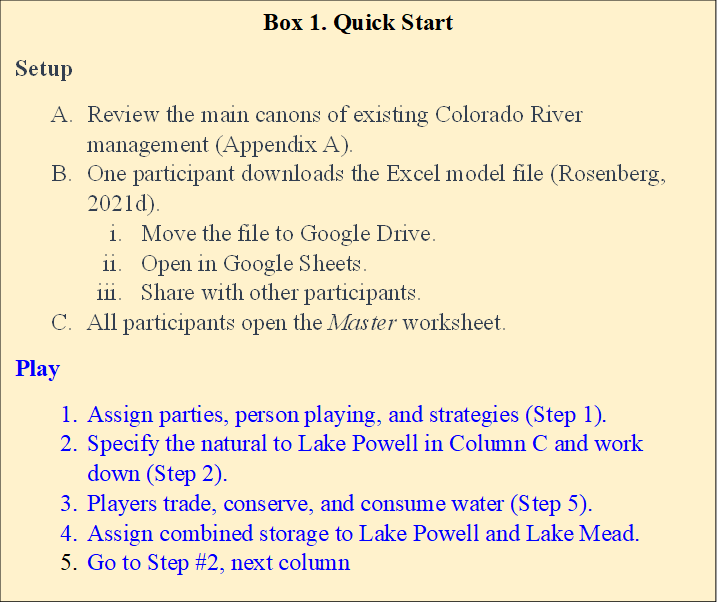 Box 1. Quick Start
Setup
A. Review the main canons of existing Colorado River
management (Appendix A).
B. One participant downloads the Excel model file (Rosenberg,
2021d).
i. Move the file to Google Drive.
ii. Open in Google Sheets.
iii. Share with other participants.
C. All participants open the Master worksheet.
Play
1. Assign parties, person playing, and strategies (Step 1).
2. Specify the natural to Lake Powell in Column C and work
down (Step 2).
3. Players trade, conserve, and consume water (Step 5).
4. Assign combined storage to Lake Powell and Lake Mead.
5. Go to Step #2, next column